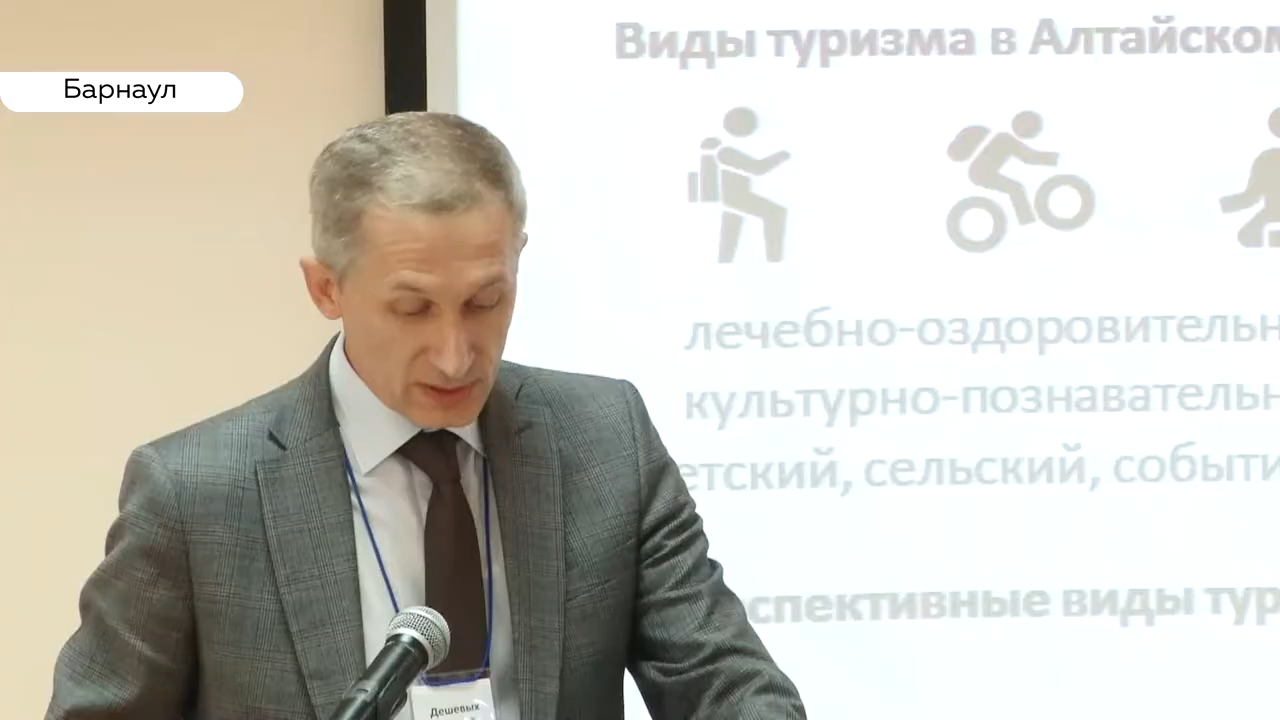 Барнаул
Виды туризма в Алтайском
лечебно-оздоровительн
культурно-познавательн
етский, сельский, событи
спективные виды тур
Дешевых